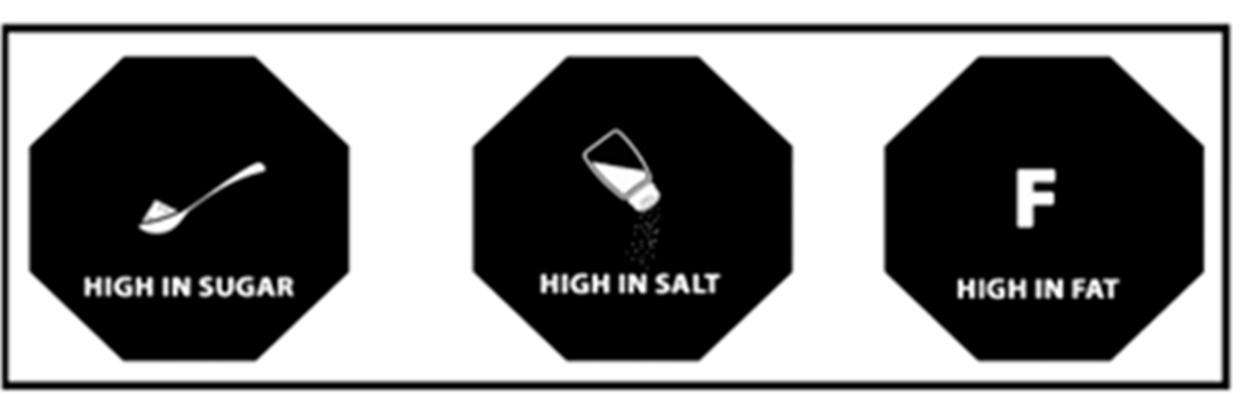 HIGH IN SUGAR
HIGH IN SALT
F
HIGH IN FAT